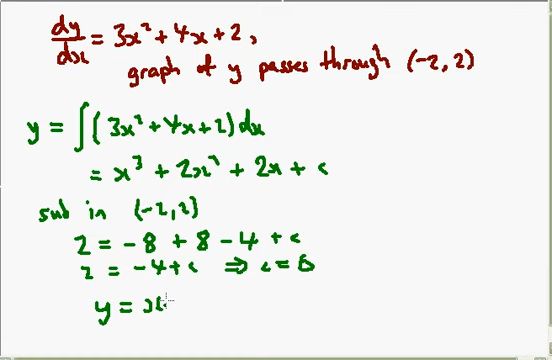 dy/dx = 3x² + 4x + 2,
graph of y passes through (-2, 2)
y = ∫(3x² + 4x + 2) dx
= x³ + 2x² + 2x + c
sub in (-2, 2)
2 = -8 + 8 - 4 + c
2 = -4 + c ⇒ c = 6
y = x